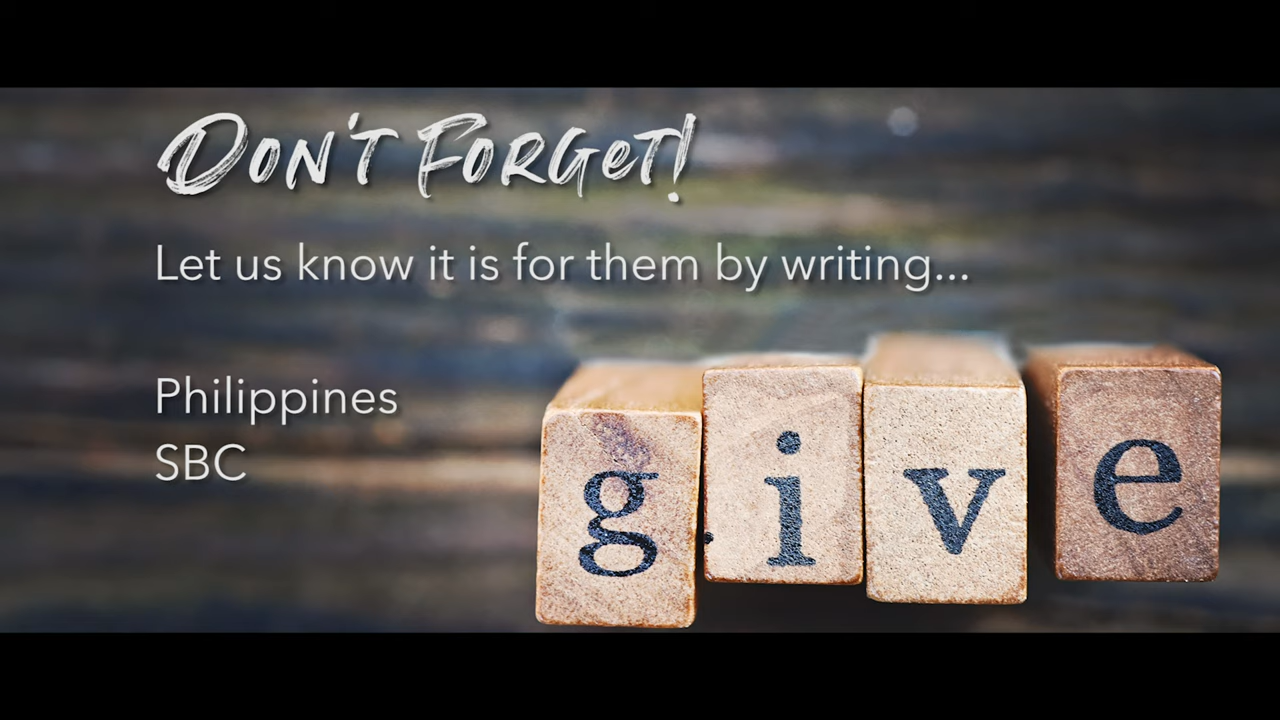 DON'T FORGET!
Let us know it is for them by writing...
Philippines
SBC
give